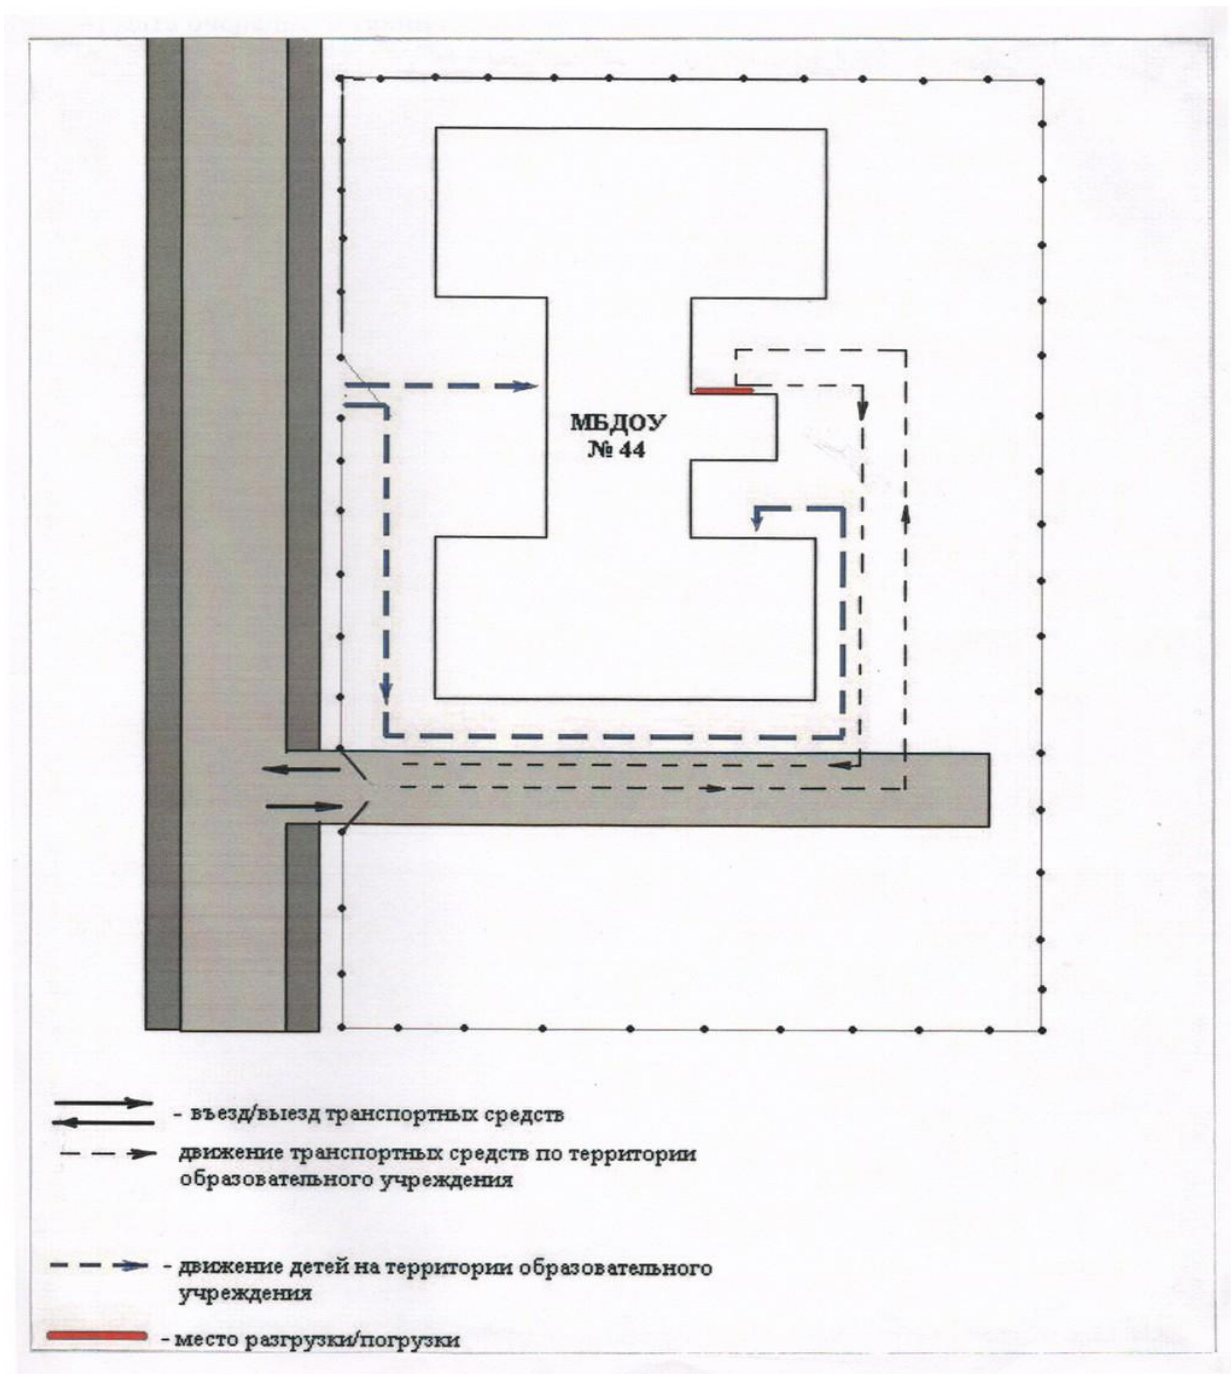 МБДОУ
№ 44
- въезд/выезд транспортных средств
движение транспортных средств по территории
образовательного учреждения
- движение детей на территории образовательного
учреждения
- место разгрузки/погрузки